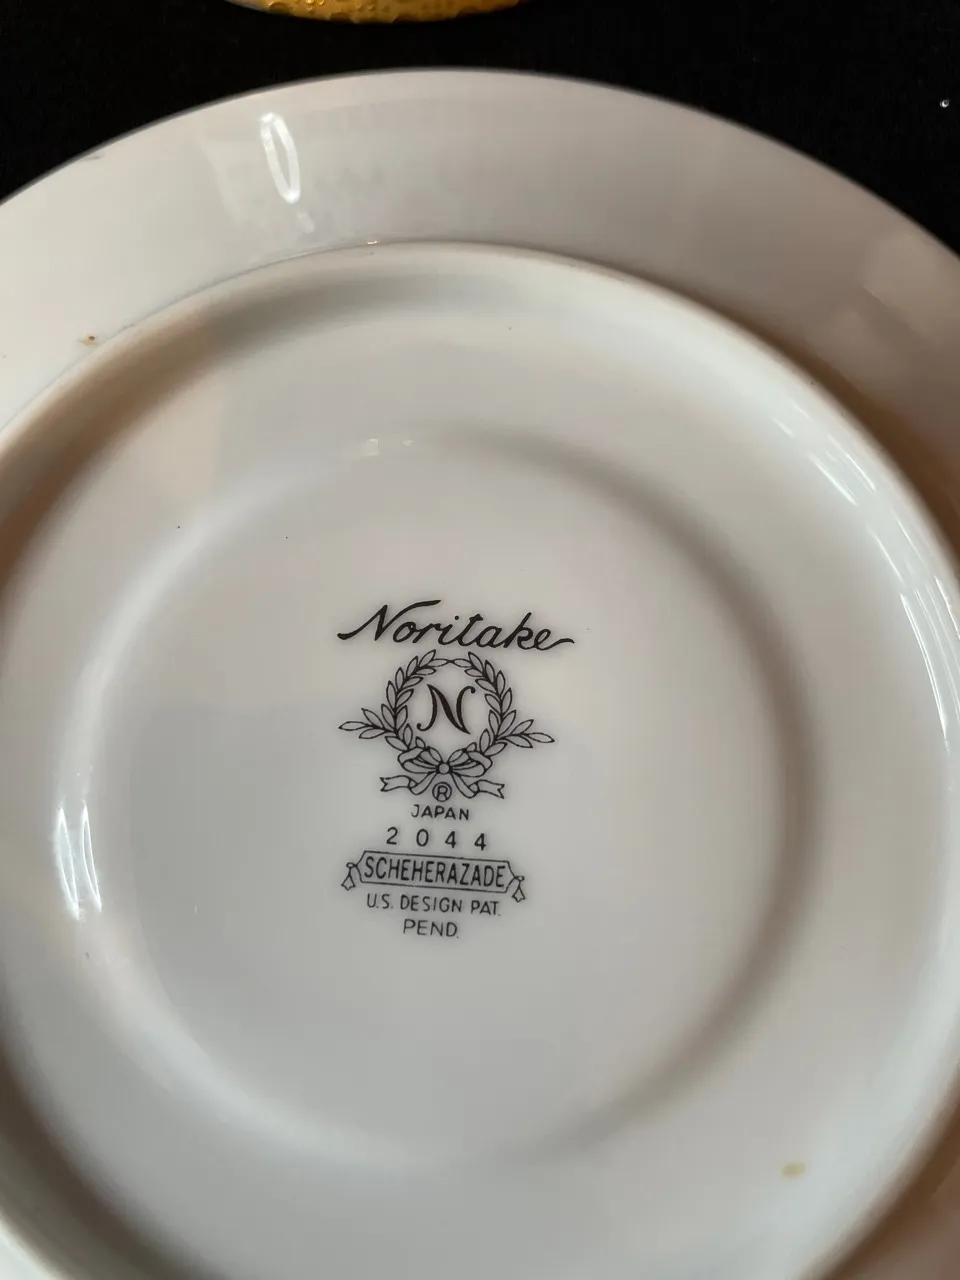 Noritake
N
®
JAPAN
2044
SCHEHERAZADE
U.S. DESIGN PAT.
PEND.